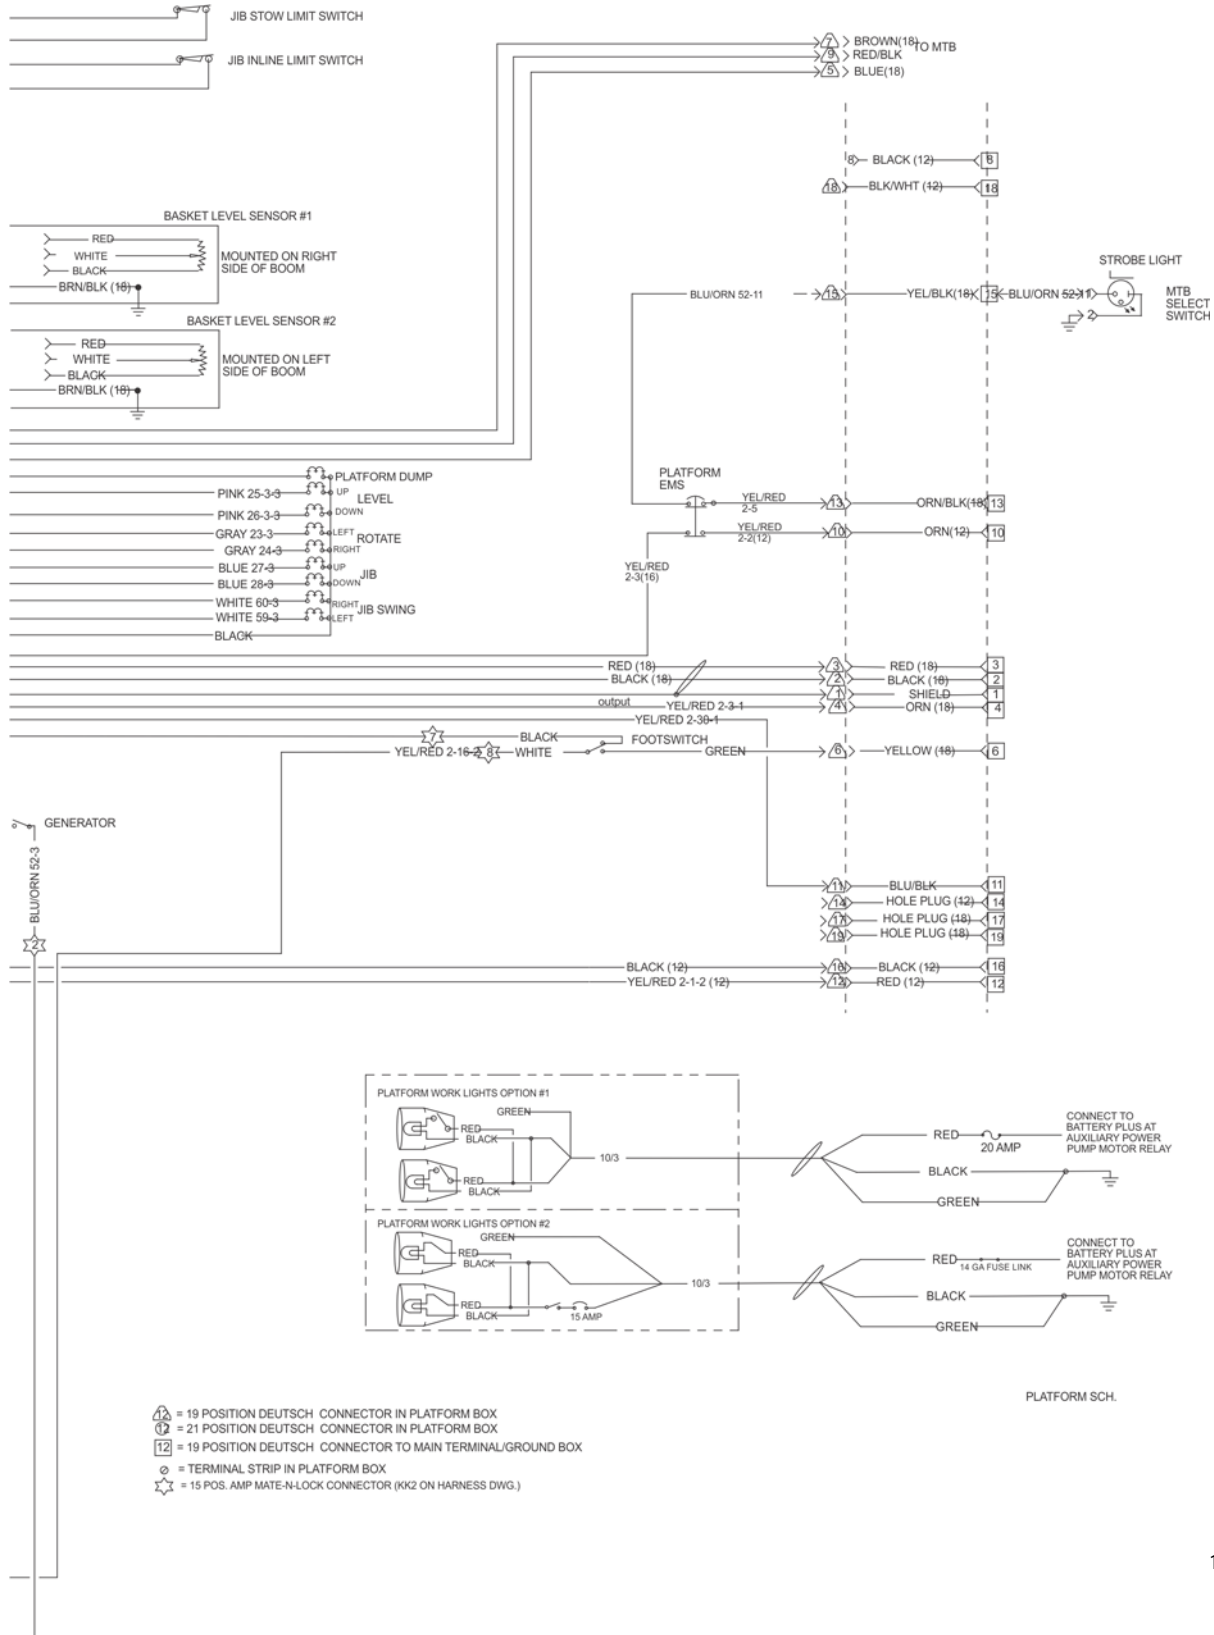 JIB STOW LIMIT SWITCH
JIB INLINE LIMIT SWITCH
7 BROWN(18)
9 RED/BLK
TO MTB
5 BLUE(18)
8 BLACK (12) 8
18 BLK/WHT (12) 18
BASKET LEVEL SENSOR #1
RED
WHITE
BLACK
BRN/BLK (18)
MOUNTED ON RIGHT
SIDE OF BOOM
STROBE LIGHT
BLU/ORN 52-11 15 YEL/BLK(18) 15 BLU/ORN 52-11 1
2
MTB
SELECT
SWITCH
BASKET LEVEL SENSOR #2
RED
WHITE
BLACK
BRN/BLK (18)
MOUNTED ON LEFT
SIDE OF BOOM
PLATFORM DUMP
PINK 25-3-3 UP
LEVEL
PINK 26-3-3 DOWN
GRAY 23-3 LEFT
ROTATE
GRAY 24-3 RIGHT
BLUE 27-3 UP
JIB
BLUE 28-3 DOWN
WHITE 60-3 RIGHT
JIB SWING
WHITE 59-3 LEFT
BLACK
PLATFORM
EMS
YEL/RED
2-5
13 ORN/BLK(18) 13
YEL/RED
2-2(12)
10 ORN(12) 10
YEL/RED
2-3(16)
RED (18) 3 RED (18) 3
BLACK (18) 2 BLACK (18) 2
1 SHIELD 1
output YEL/RED 2-3-1 4 ORN (18) 4
YEL/RED 2-30-1
7 BLACK FOOTSWITCH
YEL/RED 2-16-2 8 WHITE GREEN 6 YELLOW (18) 6
GENERATOR
BLU/ORN 52-3
2
11 BLU/BLK 11
14 HOLE PLUG (12) 14
17 HOLE PLUG (18) 17
19 HOLE PLUG (18) 19
BLACK (12) 16 BLACK (12) 16
YEL/RED 2-1-2 (12) 12 RED (12) 12
PLATFORM WORK LIGHTS OPTION #1
GREEN
RED
BLACK
RED
BLACK
10/3
RED
20 AMP
BLACK
GREEN
CONNECT TO
BATTERY PLUS AT
AUXILIARY POWER
PUMP MOTOR RELAY
PLATFORM WORK LIGHTS OPTION #2
GREEN
RED
BLACK
RED
BLACK
15 AMP
10/3
RED
14 GA FUSE LINK
BLACK
GREEN
CONNECT TO
BATTERY PLUS AT
AUXILIARY POWER
PUMP MOTOR RELAY
PLATFORM SCH.
12 = 19 POSITION DEUTSCH CONNECTOR IN PLATFORM BOX
12 = 21 POSITION DEUTSCH CONNECTOR IN PLATFORM BOX
12 = 19 POSITION DEUTSCH CONNECTOR TO MAIN TERMINAL/GROUND BOX
= TERMINAL STRIP IN PLATFORM BOX
= 15 POS. AMP MATE-N-LOCK CONNECTOR (KK2 ON HARNESS DWG.)
1